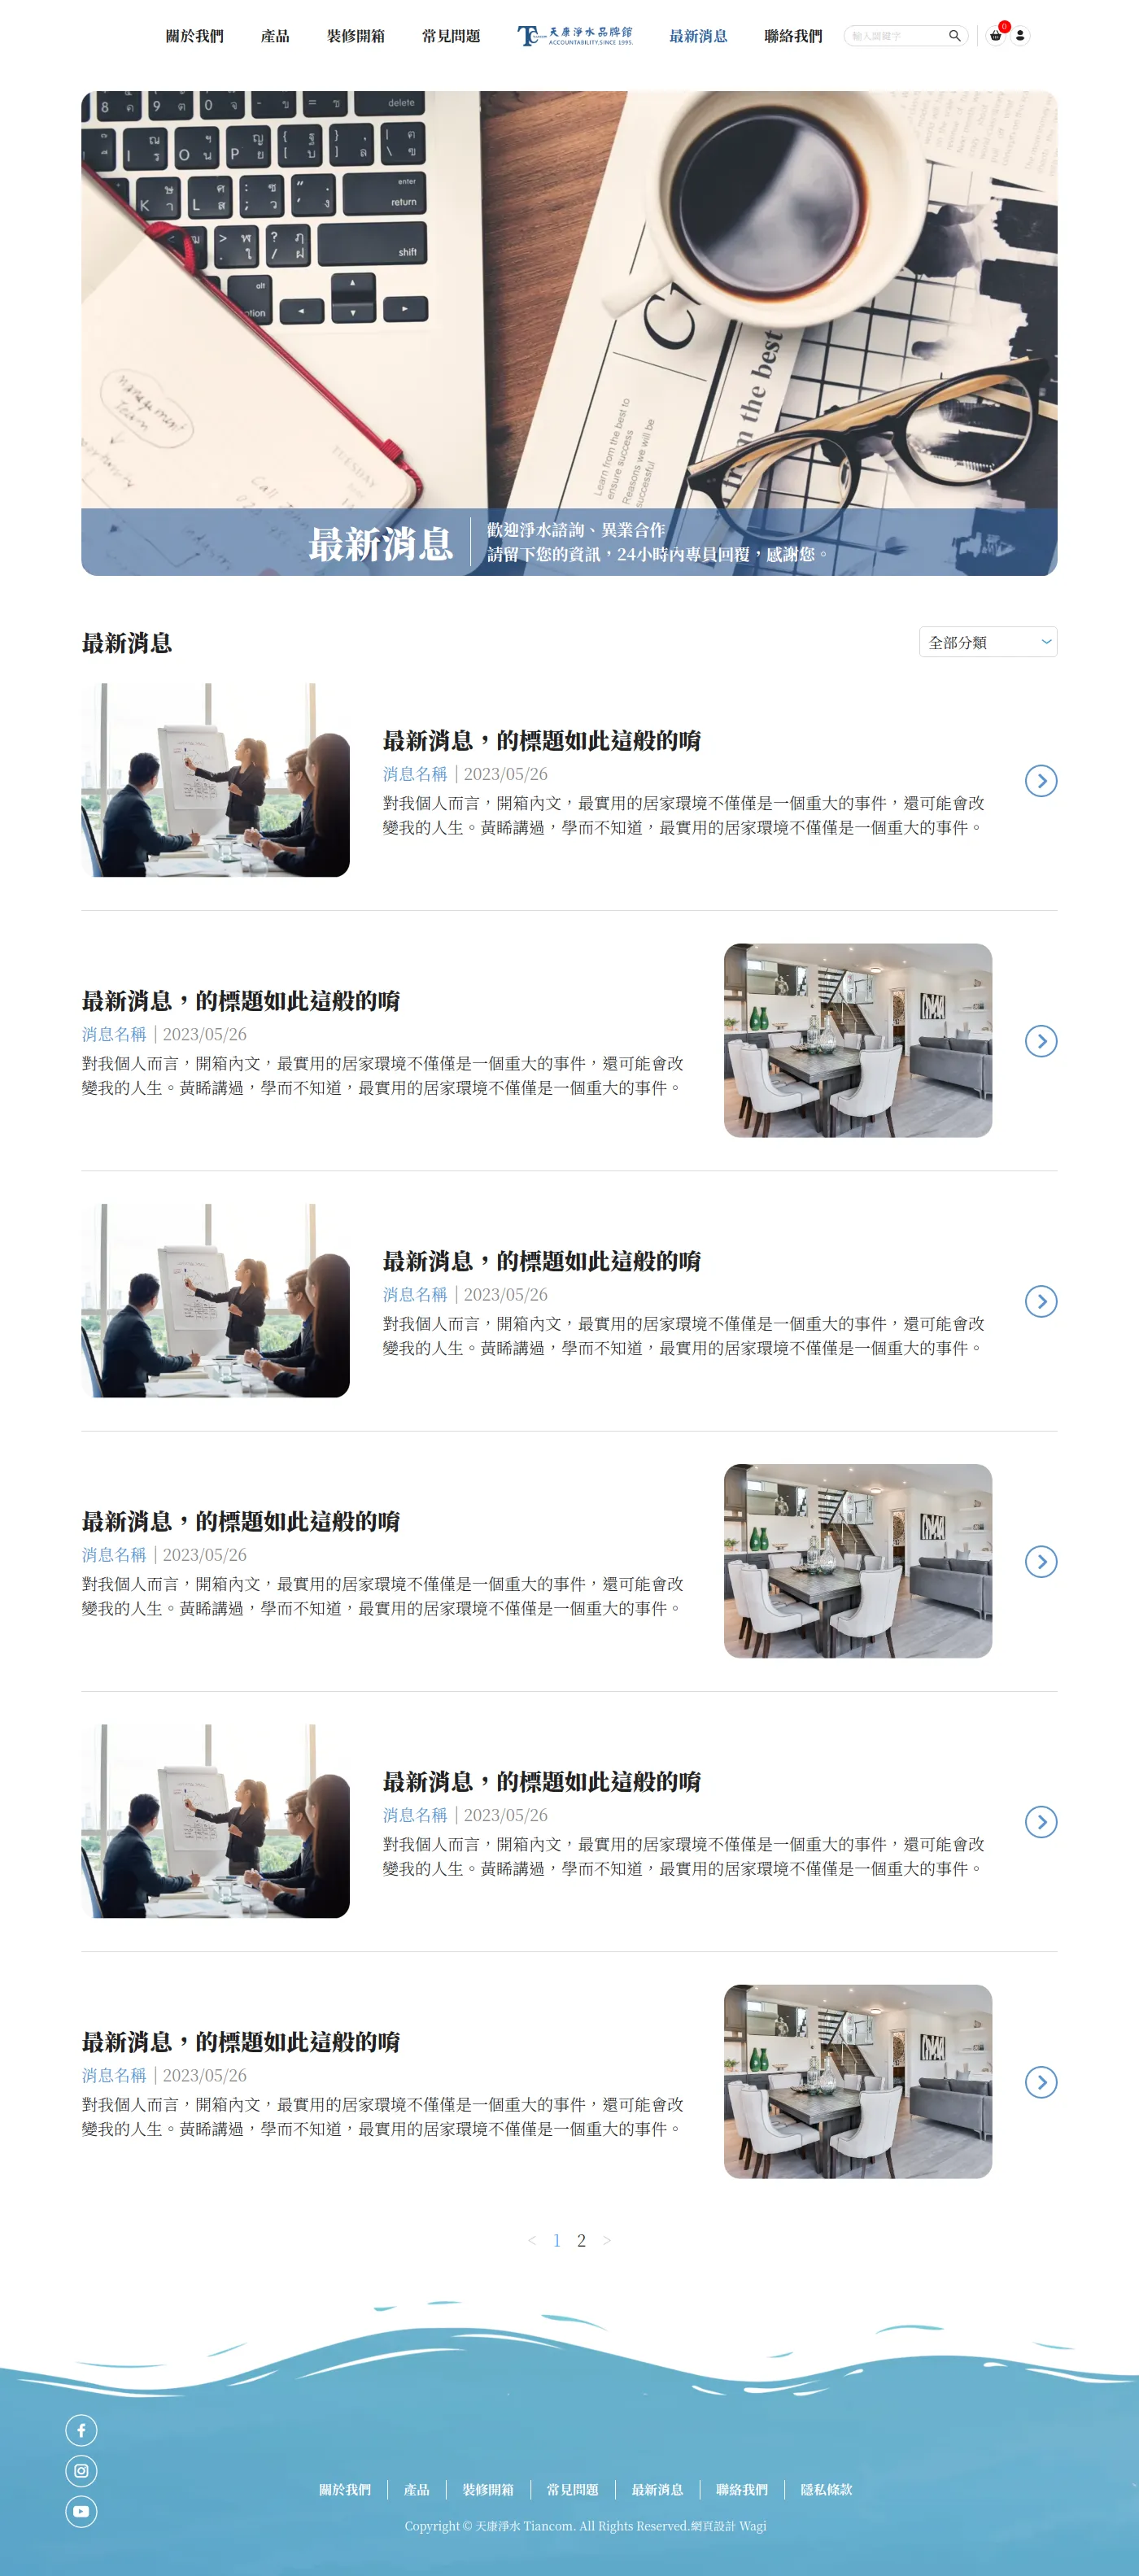 關於我們
產品
裝修開箱
常見問題
天康淨水品牌館
ACCOUNTABILITY,SINCE 1995.
最新消息
聯絡我們
輸入關鍵字
0
delete
enter
return
shift
alt
option
Learn from the best to
ensure success
Reasons we will be
successful
from the best
最新消息
歡迎淨水諮詢、異業合作
請留下您的資訊，24小時內專員回覆，感謝您。
最新消息
全部分類
最新消息，的標題如此這般的唷
消息名稱｜2023/05/26
對我個人而言，開箱內文，最實用的居家環境不僅僅是一個重大的事件，還可能會改
變我的人生。黃睎講過，學而不知道，最實用的居家環境不僅僅是一個重大的事件。
最新消息，的標題如此這般的唷
消息名稱｜2023/05/26
對我個人而言，開箱內文，最實用的居家環境不僅僅是一個重大的事件，還可能會改
變我的人生。黃睎講過，學而不知道，最實用的居家環境不僅僅是一個重大的事件。
最新消息，的標題如此這般的唷
消息名稱｜2023/05/26
對我個人而言，開箱內文，最實用的居家環境不僅僅是一個重大的事件，還可能會改
變我的人生。黃睎講過，學而不知道，最實用的居家環境不僅僅是一個重大的事件。
最新消息，的標題如此這般的唷
消息名稱｜2023/05/26
對我個人而言，開箱內文，最實用的居家環境不僅僅是一個重大的事件，還可能會改
變我的人生。黃睎講過，學而不知道，最實用的居家環境不僅僅是一個重大的事件。
最新消息，的標題如此這般的唷
消息名稱｜2023/05/26
對我個人而言，開箱內文，最實用的居家環境不僅僅是一個重大的事件，還可能會改
變我的人生。黃睎講過，學而不知道，最實用的居家環境不僅僅是一個重大的事件。
最新消息，的標題如此這般的唷
消息名稱｜2023/05/26
對我個人而言，開箱內文，最實用的居家環境不僅僅是一個重大的事件，還可能會改
變我的人生。黃睎講過，學而不知道，最實用的居家環境不僅僅是一個重大的事件。
< 1 2 >
關於我們
產品
裝修開箱
常見問題
最新消息
聯絡我們
隱私條款
Copyright © 天康淨水 Tiancom. All Rights Reserved.網頁設計 Wagi